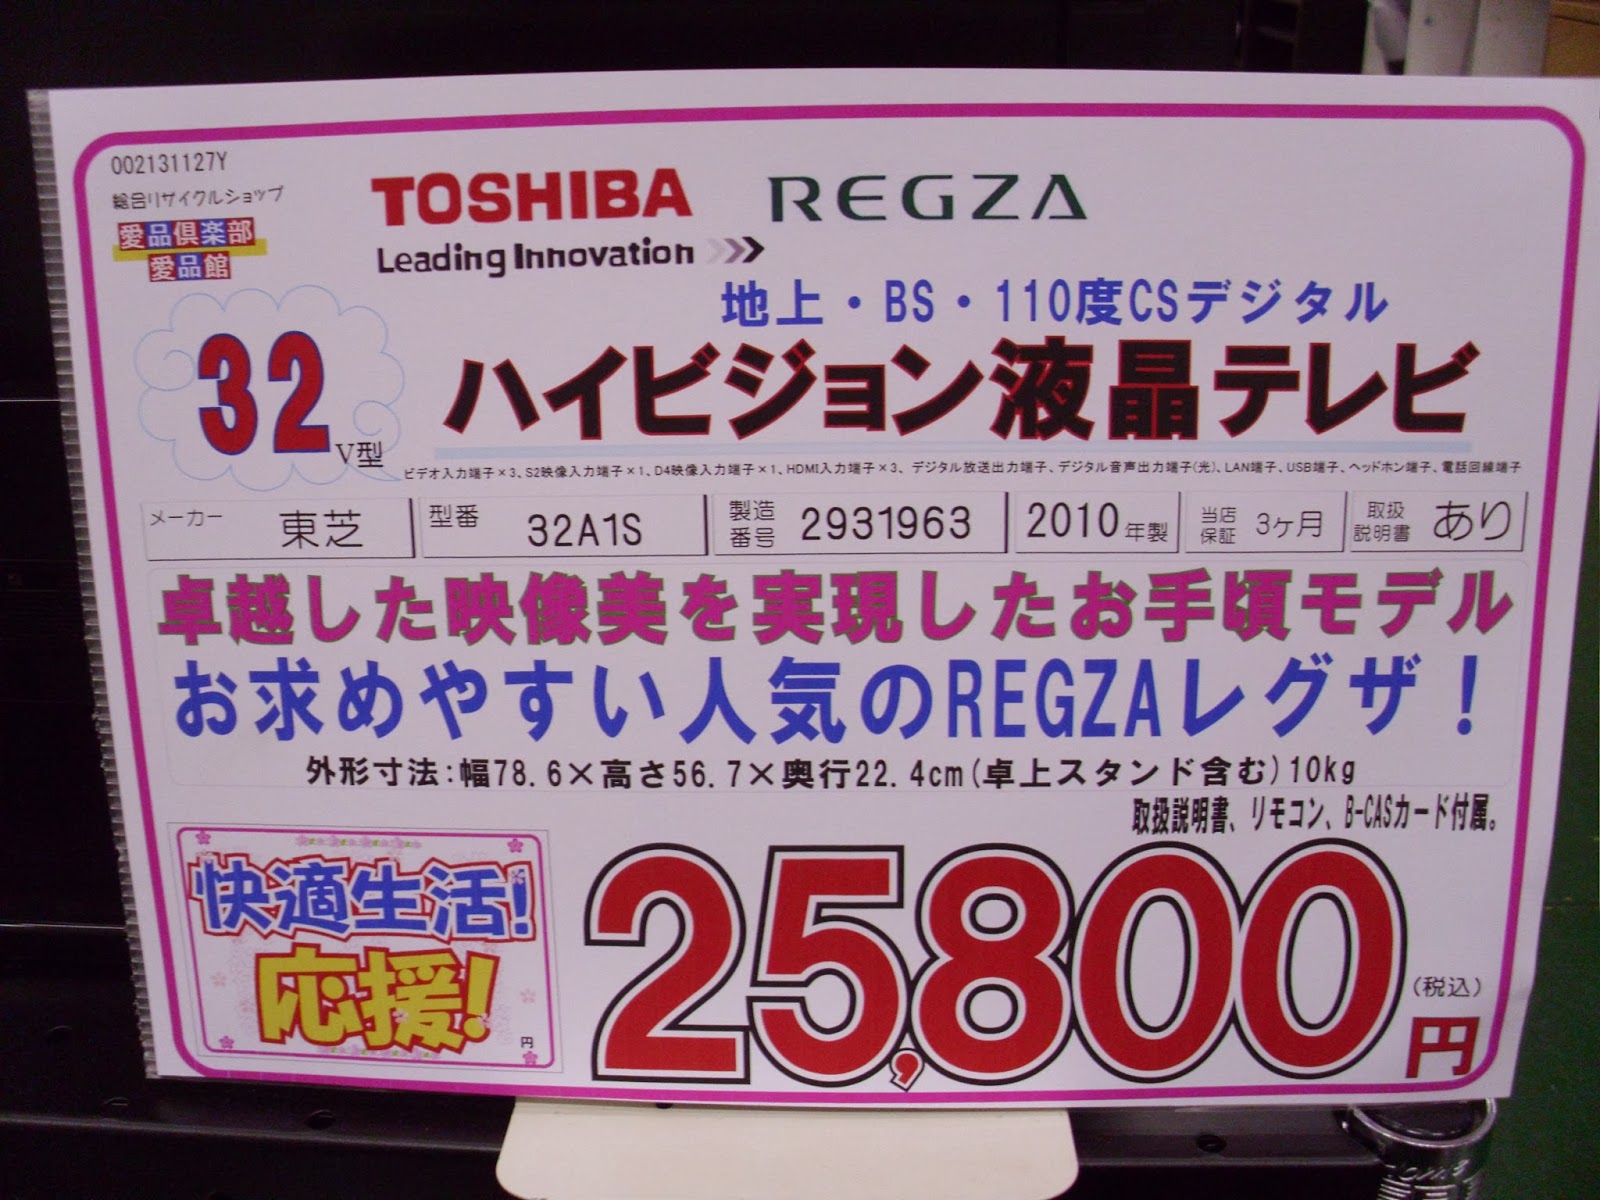 002131127Y
総合リサイクルショップ
愛品倶楽部
愛品館
TOSHIBA REGZA
Leading Innovation
地上・BS・110度CSデジタル
32V型
ハイビジョン液晶テレビ
ビデオ入力端子×3、S2映像入力端子×1、D4映像入力端子×1、HDMI入力端子×3、デジタル放送出力端子、デジタル音声出力端子(光)、LAN端子、USB端子、ヘッドホン端子、電話回線端子
メーカー 東芝 型番 32A1S 製造番号 2931963 2010年製 当店保証 3ヶ月 取扱説明書 あり
卓越した映像美を実現したお手頃モデル
お求めやすい人気のREGZAレグザ！
外形寸法:幅78.6×高さ56.7×奥行22.4cm(卓上スタンド含む)10kg
取扱説明書、リモコン、B-CASカード付属。
快適生活!
応援!
円
25,800
(税込)
円